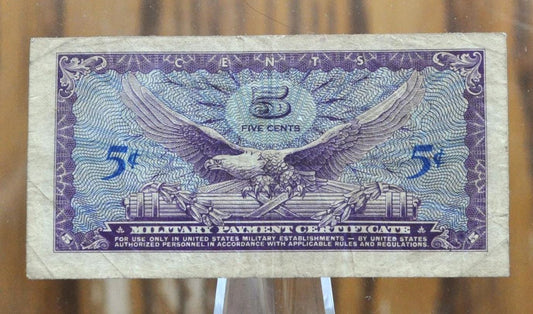 CENTS
5
FIVE CENTS
5¢ 5¢
MILITARY PAYMENT CERTIFICATE
FOR USE ONLY IN UNITED STATES MILITARY ESTABLISHMENTS — BY UNITED STATES
AUTHORIZED PERSONNEL IN ACCORDANCE WITH APPLICABLE RULES AND REGULATIONS.